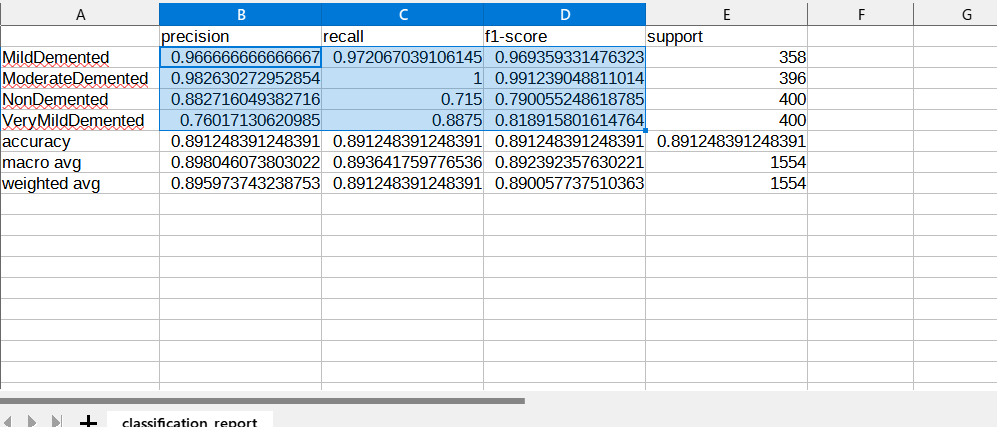 A B C D E F G
precision recall f1-score support
MildDemented 0.966666666666667 0.972067039106145 0.969359331476323 358
ModerateDemented 0.982630272952854 1 0.991239048811014 396
NonDemented 0.882716049382716 0.715 0.790055248618785 400
VeryMildDemented 0.76017130620985 0.8875 0.818915801614764 400
accuracy 0.891248391248391 0.891248391248391 0.891248391248391 0.891248391248391
macro avg 0.898046073803022 0.893641759776536 0.892392357630221 1554
weighted avg 0.895973743238753 0.891248391248391 0.890057737510363 1554
classification_report